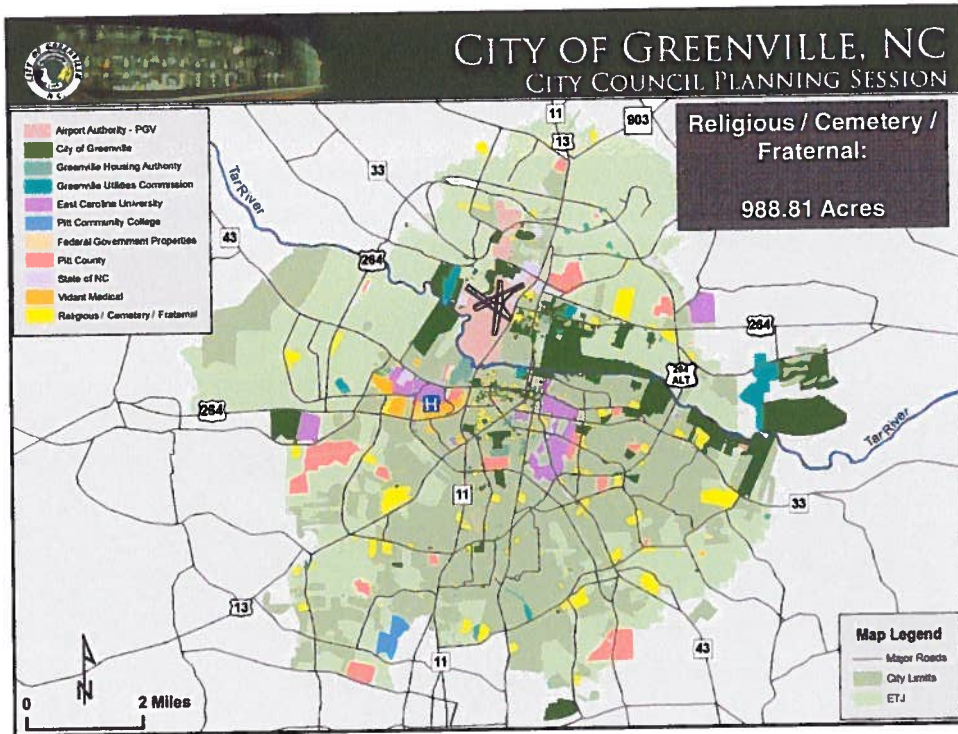 CITY OF GREENVILLE
N.C.
CITY OF GREENVILLE, NC
CITY COUNCIL PLANNING SESSION
Religious / Cemetery /
Fraternal:
988.81 Acres
Airport Authority - PGV
City of Greenville
Greenville Housing Authority
Greenville Utilities Commission
East Carolina University
Pitt Community College
Federal Government Properties
Pitt County
State of NC
Vidant Medical
Religious / Cemetery / Fraternal
11
903
13
33
Tar River
43
264
264
264
ALT
H
264
Tar River
11
33
13
43
11
N
0
2 Miles
Map Legend
Major Roads
City Limits
ETJ